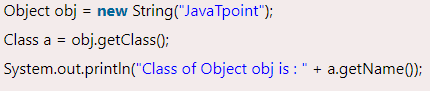 Object obj = new String("JavaTpoint");
Class a = obj.getClass();
System.out.println("Class of Object obj is : " + a.getName());